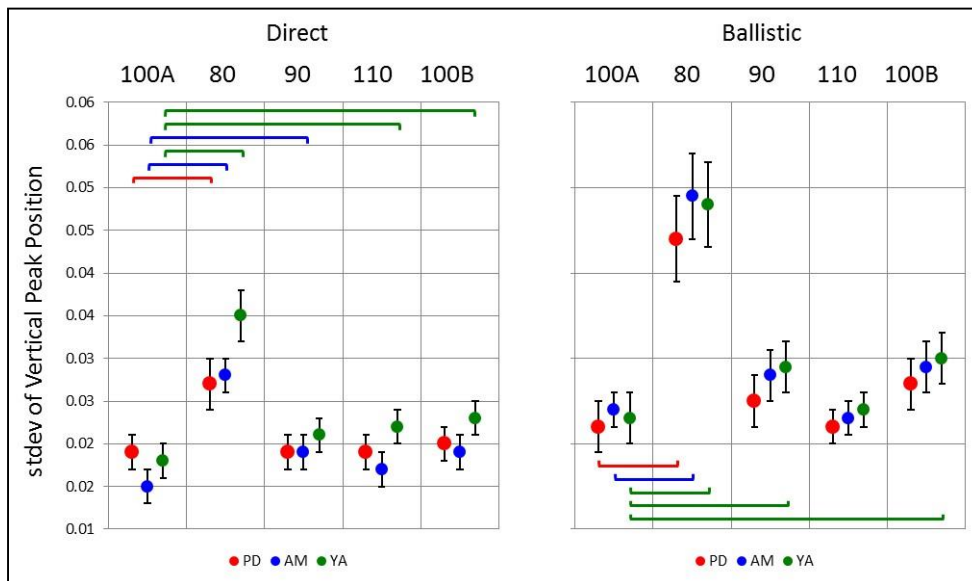 Direct Ballistic
100A 80 90 110 100B 100A 80 90 110 100B
0.06
0.06
0.05
0.05
0.04
0.04
0.03
0.03
0.02
0.02
0.01
stdev of Vertical Peak Position
PD AM YA PD AM YA